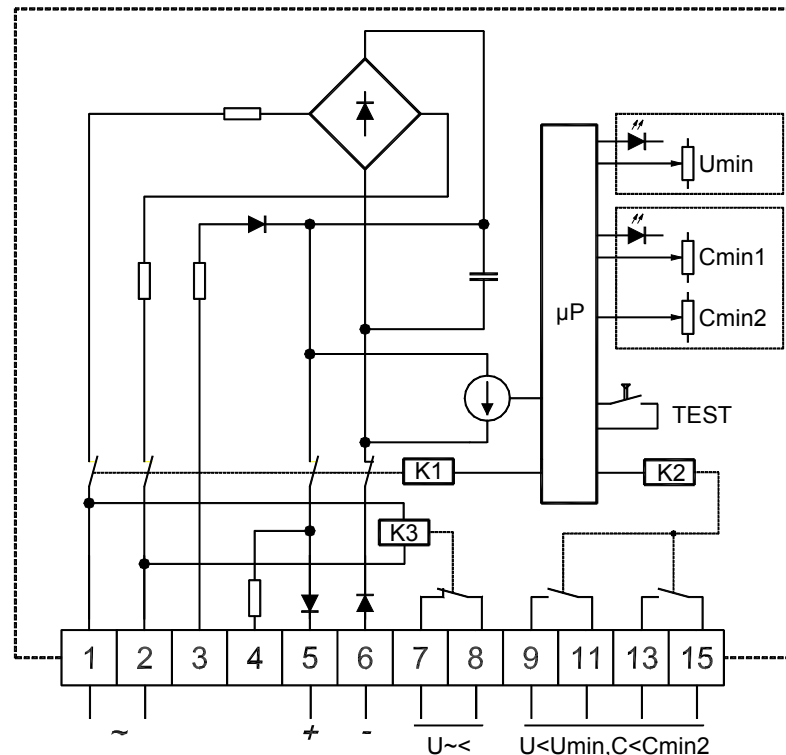 Umin
Cmin1
µP
Cmin2
TEST
K1
K2
K3
1 2 3 4 5 6 7 8 9 11 13 15
~ + -
U~< U<Umin,C<Cmin2